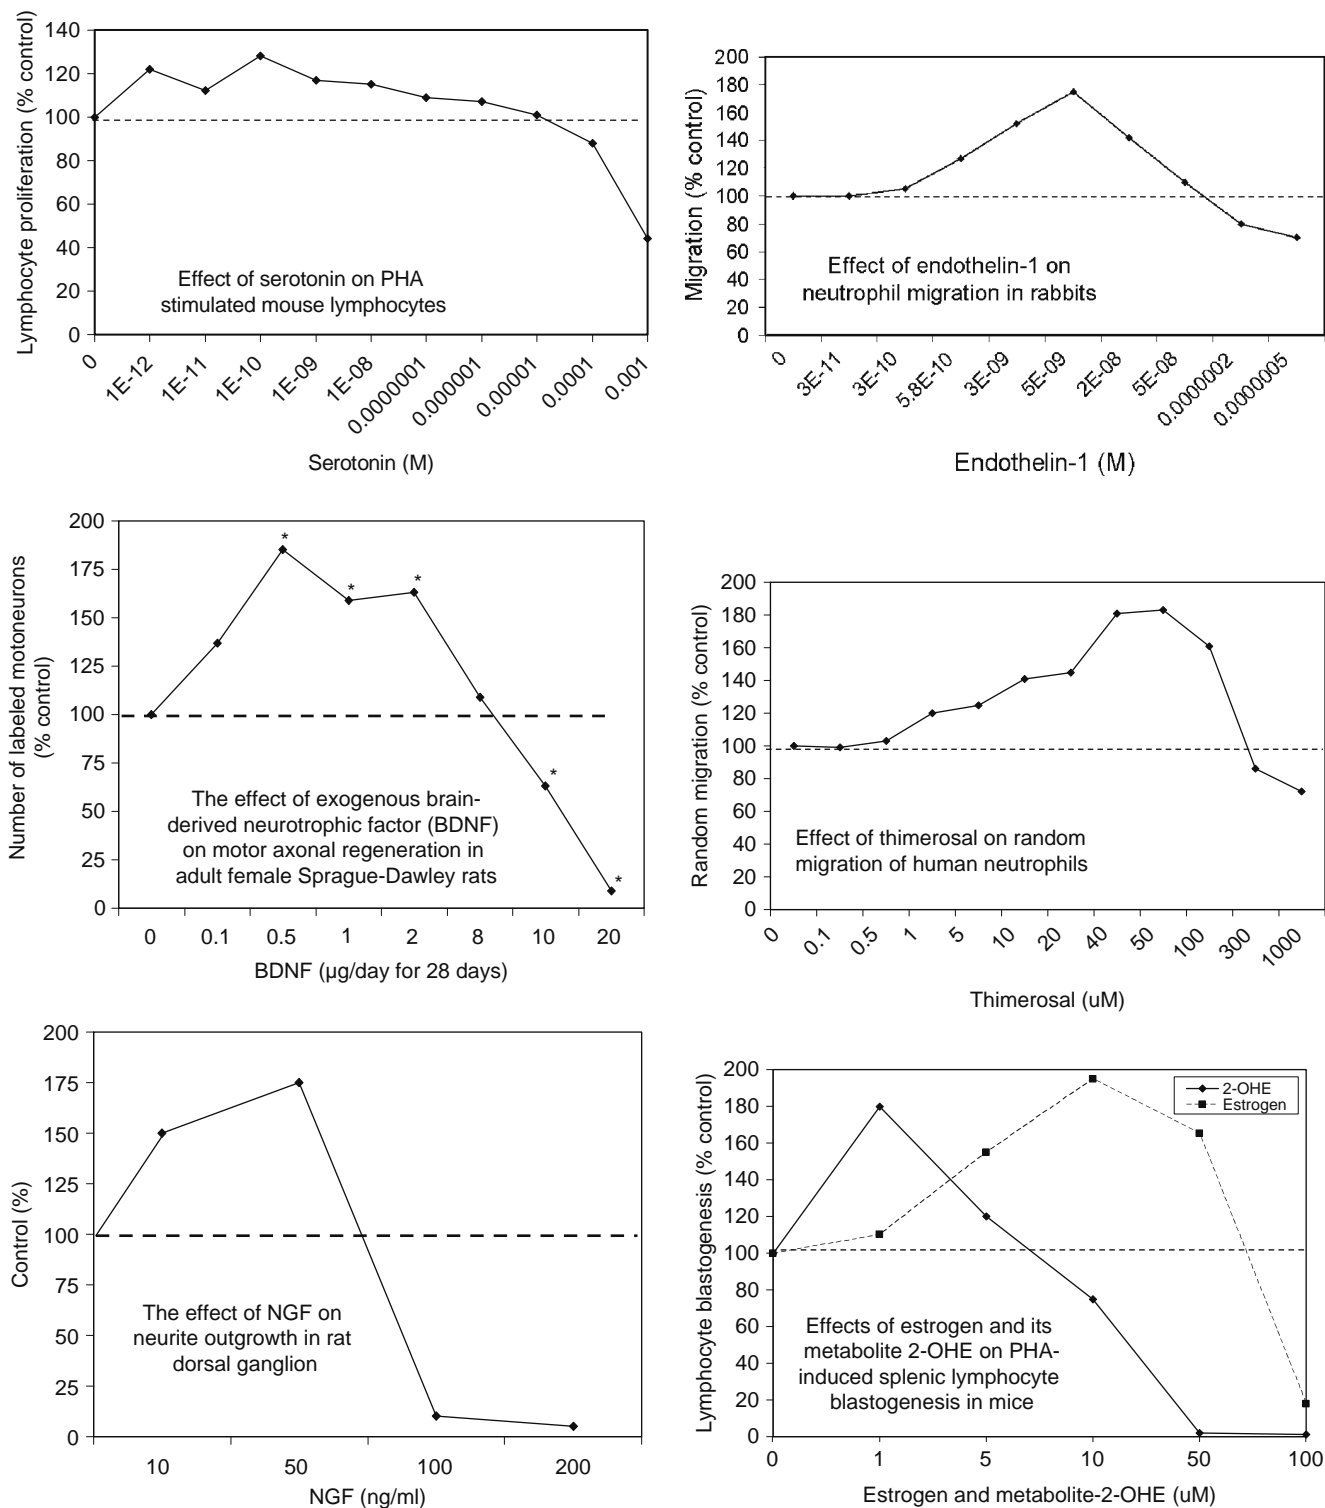 Lymphocyte proliferation (% control)
140
120
100
80
60
40
20
0
Effect of serotonin on PHA
stimulated mouse lymphocytes
0
1E-12
1E-11
1E-10
1E-09
1E-08
0.0000001
0.000001
0.00001
0.0001
0.001
Serotonin (M)
Migration (% control)
200
180
160
140
120
100
80
60
40
20
0
Effect of endothelin-1 on
neutrophil migration in rabbits
0
3E-11
3E-10
5.8E-10
3E-09
5E-09
2E-08
5E-08
0.0000002
0.0000005
Endothelin-1 (M)
Number of labeled motoneurons
(% control)
200
175
150
125
100
75
50
25
0
*
*
*
*
*
The effect of exogenous brain-
derived neurotrophic factor (BDNF)
on motor axonal regeneration in
adult female Sprague-Dawley rats
0
0.1
0.5
1
2
8
10
20
BDNF (µg/day for 28 days)
Random migration (% control)
200
180
160
140
120
100
80
60
40
20
0
Effect of thimerosal on random
migration of human neutrophils
0
0.1
0.5
1
5
10
20
40
50
100
300
1000
Thimerosal (uM)
Control (%)
200
175
150
125
100
75
50
25
0
The effect of NGF on
neurite outgrowth in rat
dorsal ganglion
10
50
100
200
NGF (ng/ml)
Lymphocyte blastogenesis (% control)
200
180
160
140
120
100
80
60
40
20
0
2-OHE
Estrogen
Effects of estrogen and its
metabolite 2-OHE on PHA-
induced splenic lymphocyte
blastogenesis in mice
0
1
5
10
50
100
Estrogen and metabolite-2-OHE (uM)